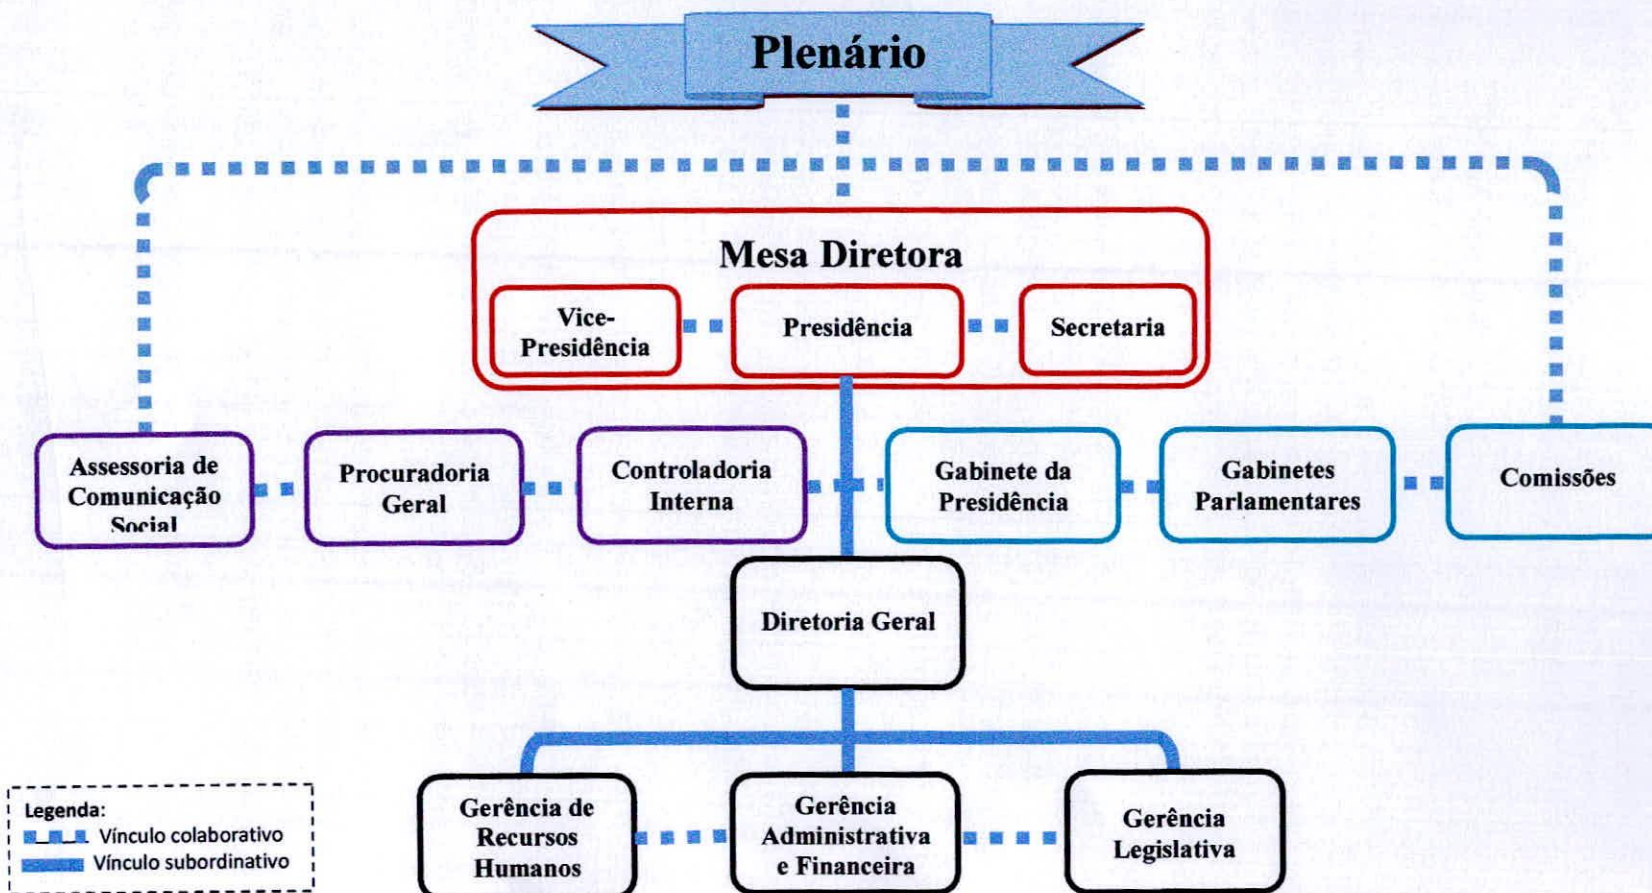 Plenário
Mesa Diretora
Vice-
Presidência
Presidência
Secretaria
Assessoria de
Comunicação
Social
Procuradoria
Geral
Controladoria
Interna
Gabinete da
Presidência
Gabinetes
Parlamentares
Comissões
Diretoria Geral
Gerência de
Recursos
Humanos
Gerência
Administrativa
e Financeira
Gerência
Legislativa
Legenda:
Vínculo colaborativo
Vínculo subordinativo